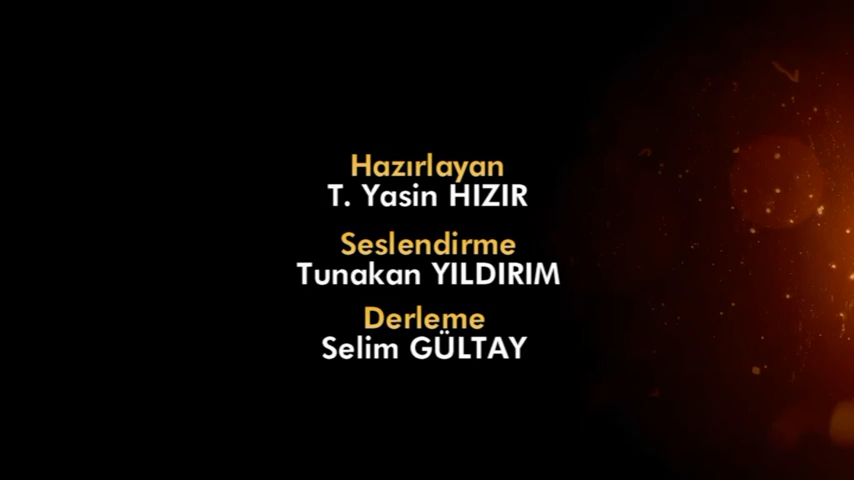 Hazırlayan
T. Yasin HIZIR
Seslendirme
Tunakan YILDIRIM
Derleme
Selim GÜLTAY